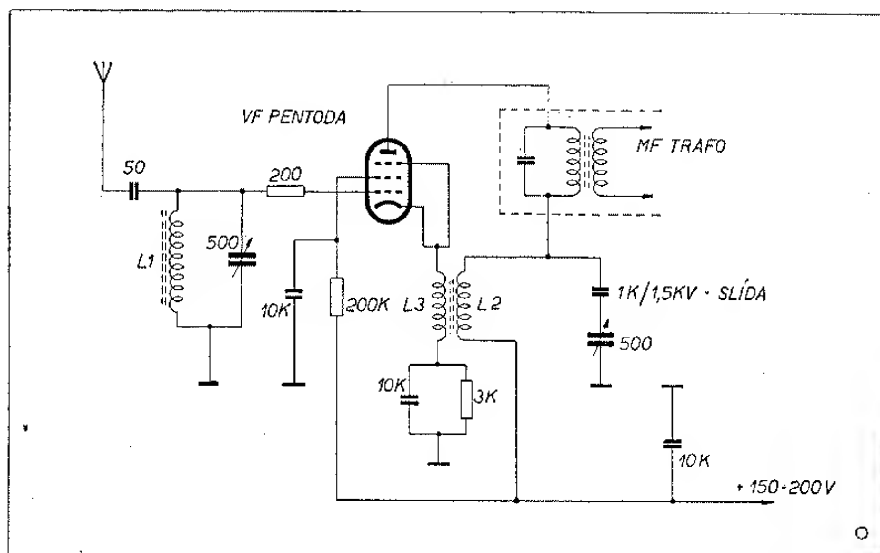 VF PENTODA
MF TRAFO
50
200
500
L1
10K
200K
L3
L2
1K/1,5KV - SLÍDA
500
10K
3K
10K
+ 150-200V